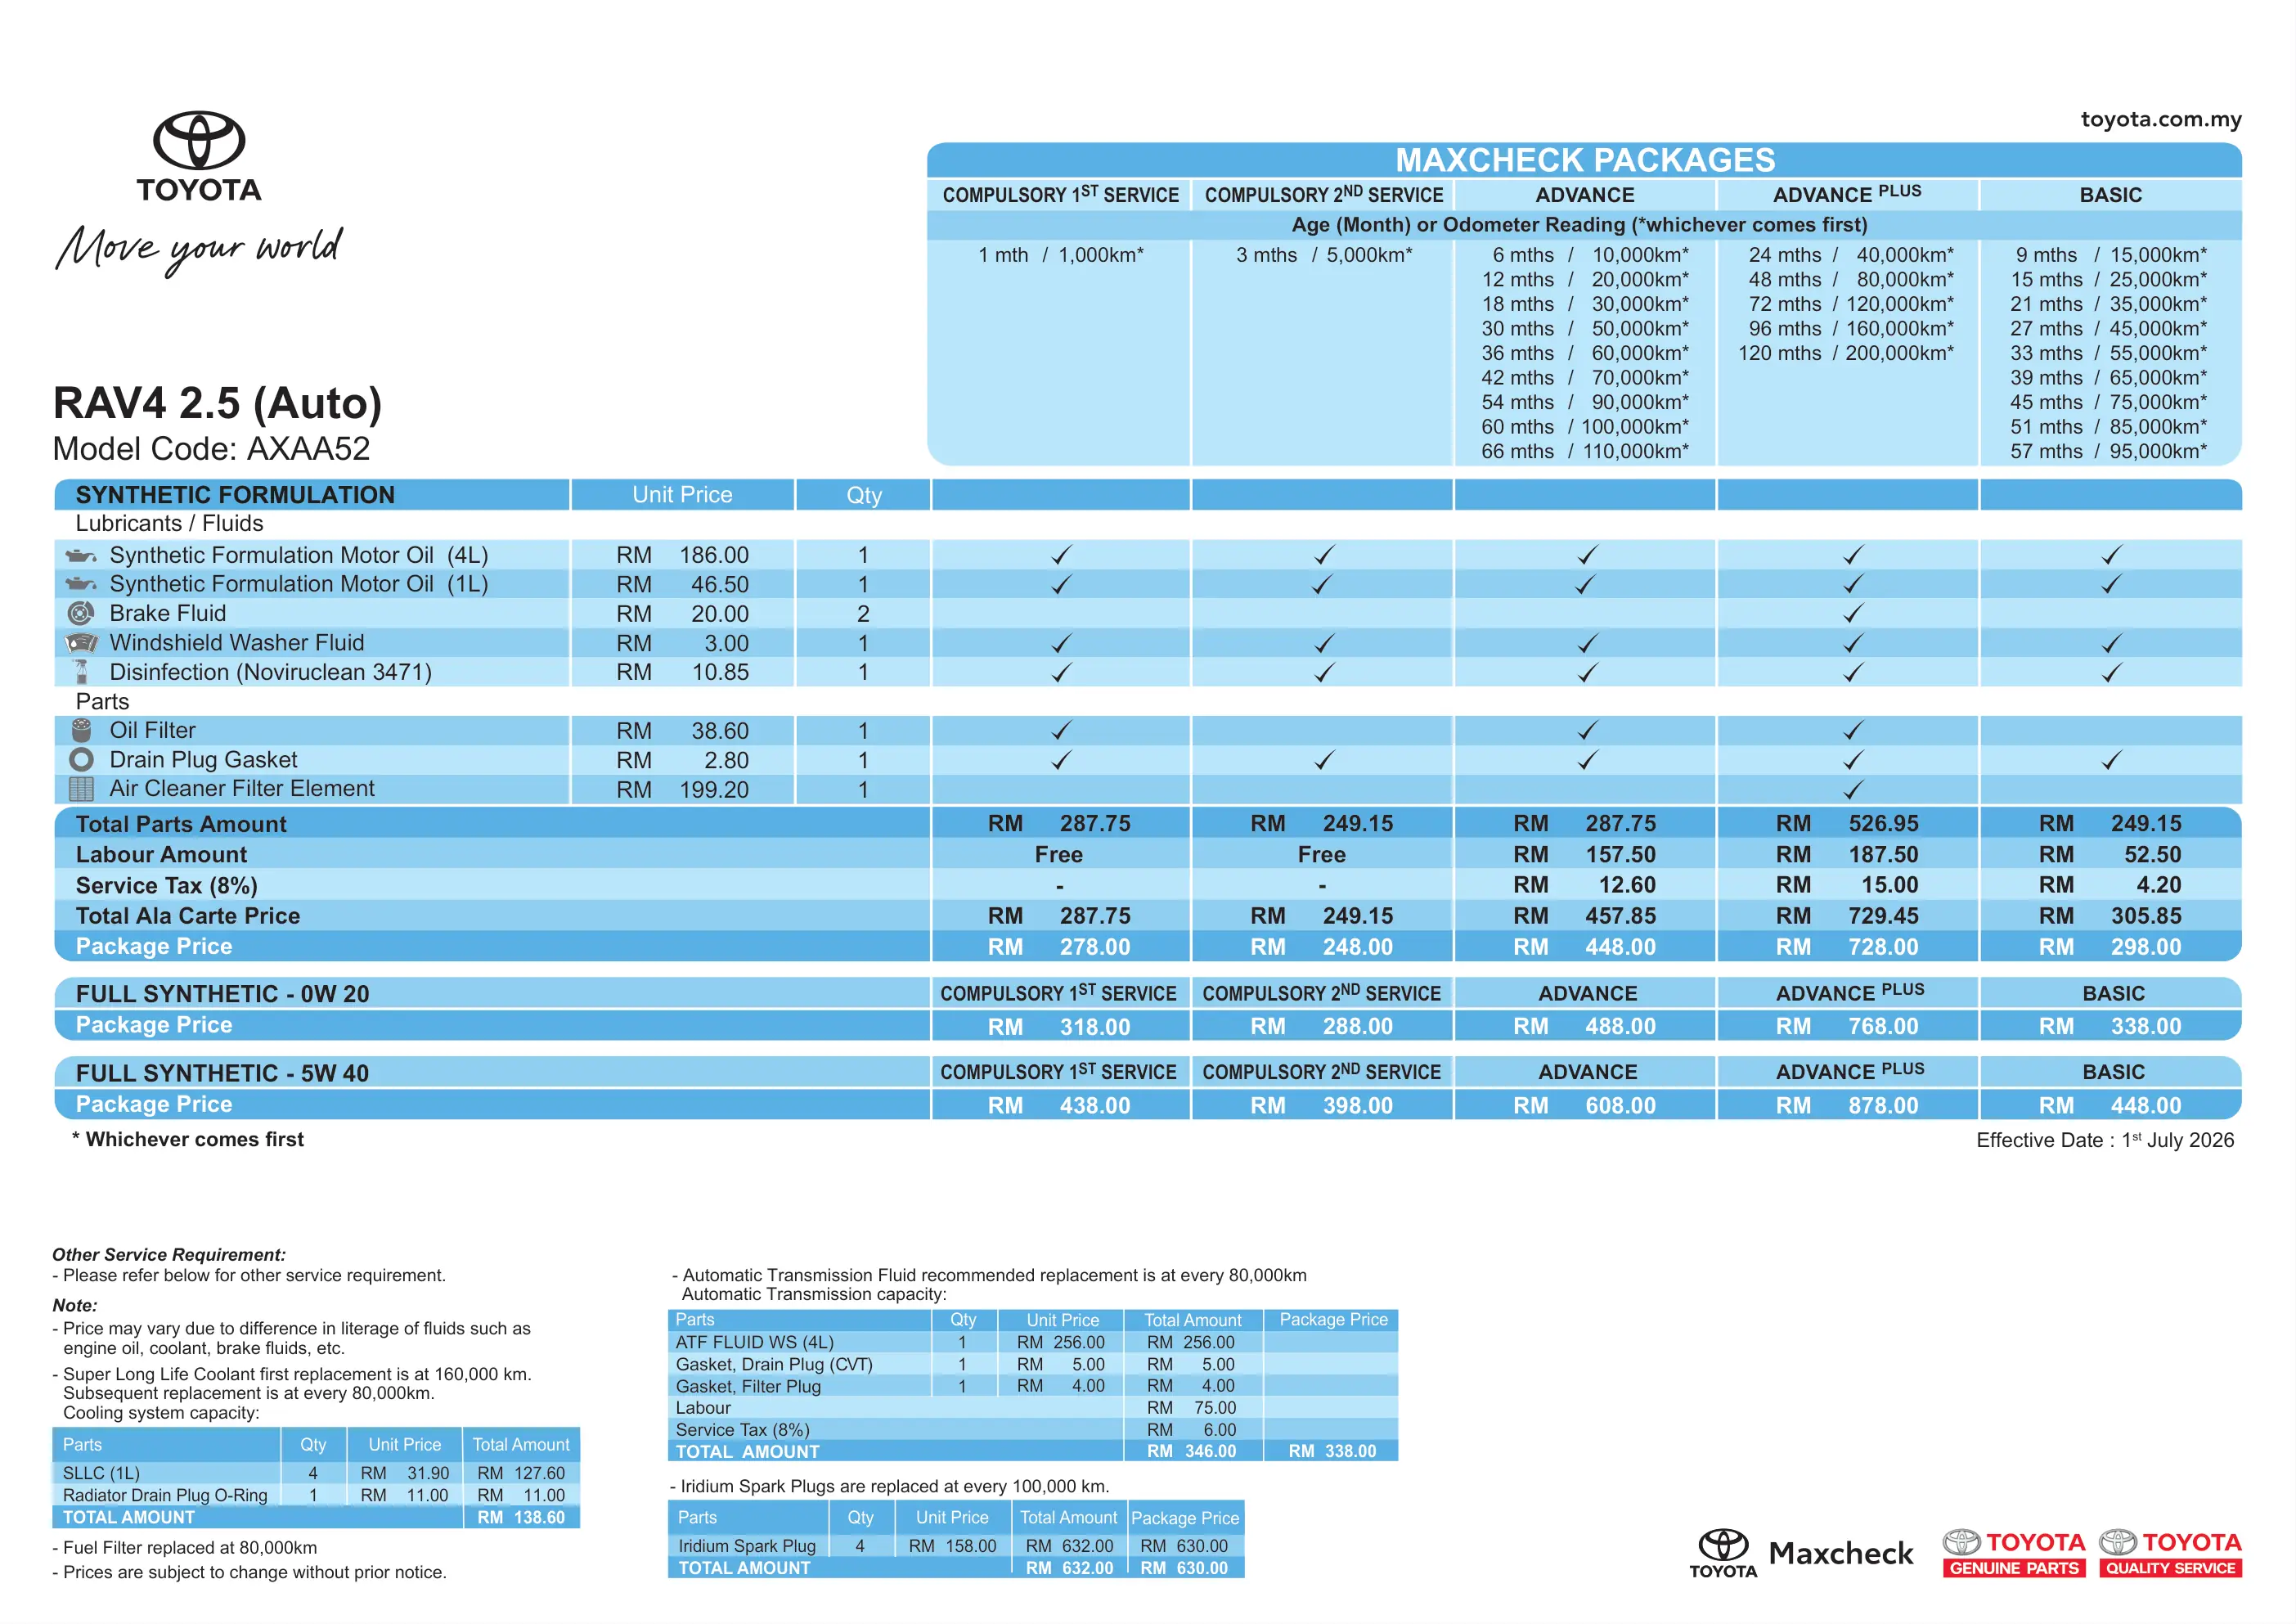 toyota.com.my
TOYOTA
Move your world
RAV4 2.5 (Auto)
Model Code: AXAA52
MAXCHECK PACKAGES
COMPULSORY 1ST SERVICE COMPULSORY 2ND SERVICE ADVANCE ADVANCE PLUS BASIC
Age (Month) or Odometer Reading (*whichever comes first)
1 mth / 1,000km* 3 mths / 5,000km* 6 mths / 10,000km* 24 mths / 40,000km* 9 mths / 15,000km*
12 mths / 20,000km* 48 mths / 80,000km* 15 mths / 25,000km*
18 mths / 30,000km* 72 mths / 120,000km* 21 mths / 35,000km*
30 mths / 50,000km* 96 mths / 160,000km* 27 mths / 45,000km*
36 mths / 60,000km* 120 mths / 200,000km* 33 mths / 55,000km*
42 mths / 70,000km* 39 mths / 65,000km*
54 mths / 90,000km* 45 mths / 75,000km*
60 mths / 100,000km* 51 mths / 85,000km*
66 mths / 110,000km* 57 mths / 95,000km*
SYNTHETIC FORMULATION Unit Price Qty
Lubricants / Fluids
Synthetic Formulation Motor Oil (4L) RM 186.00 1 ✓ ✓ ✓ ✓ ✓
Synthetic Formulation Motor Oil (1L) RM 46.50 1 ✓ ✓ ✓ ✓ ✓
Brake Fluid RM 20.00 2 ✓
Windshield Washer Fluid RM 3.00 1 ✓ ✓ ✓ ✓ ✓
Disinfection (Noviruclean 3471) RM 10.85 1 ✓ ✓ ✓ ✓ ✓
Parts
Oil Filter RM 38.60 1 ✓ ✓ ✓
Drain Plug Gasket RM 2.80 1 ✓ ✓ ✓ ✓ ✓
Air Cleaner Filter Element RM 199.20 1 ✓
Total Parts Amount RM 287.75 RM 249.15 RM 287.75 RM 526.95 RM 249.15
Labour Amount Free Free RM 157.50 RM 187.50 RM 52.50
Service Tax (8%) - - RM 12.60 RM 15.00 RM 4.20
Total Ala Carte Price RM 287.75 RM 249.15 RM 457.85 RM 729.45 RM 305.85
Package Price RM 278.00 RM 248.00 RM 448.00 RM 728.00 RM 298.00
FULL SYNTHETIC - 0W 20 COMPULSORY 1ST SERVICE COMPULSORY 2ND SERVICE ADVANCE ADVANCE PLUS BASIC
Package Price RM 318.00 RM 288.00 RM 488.00 RM 768.00 RM 338.00
FULL SYNTHETIC - 5W 40 COMPULSORY 1ST SERVICE COMPULSORY 2ND SERVICE ADVANCE ADVANCE PLUS BASIC
Package Price RM 438.00 RM 398.00 RM 608.00 RM 878.00 RM 448.00
* Whichever comes first
Effective Date : 1st July 2026
Other Service Requirement:
- Please refer below for other service requirement.
Note:
- Price may vary due to difference in literage of fluids such as
engine oil, coolant, brake fluids, etc.
- Super Long Life Coolant first replacement is at 160,000 km.
Subsequent replacement is at every 80,000km.
Cooling system capacity:
Parts Qty Unit Price Total Amount
SLLC (1L) 4 RM 31.90 RM 127.60
Radiator Drain Plug O-Ring 1 RM 11.00 RM 11.00
TOTAL AMOUNT RM 138.60
- Fuel Filter replaced at 80,000km
- Prices are subject to change without prior notice.
- Automatic Transmission Fluid recommended replacement is at every 80,000km
Automatic Transmission capacity:
Parts Qty Unit Price Total Amount Package Price
ATF FLUID WS (4L) 1 RM 256.00 RM 256.00
Gasket, Drain Plug (CVT) 1 RM 5.00 RM 5.00
Gasket, Filter Plug 1 RM 4.00 RM 4.00
Labour RM 75.00
Service Tax (8%) RM 6.00
TOTAL AMOUNT RM 346.00 RM 338.00
- Iridium Spark Plugs are replaced at every 100,000 km.
Parts Qty Unit Price Total Amount Package Price
Iridium Spark Plug 4 RM 158.00 RM 632.00 RM 630.00
TOTAL AMOUNT RM 632.00 RM 630.00
TOYOTA
Maxcheck
TOYOTA
GENUINE PARTS
TOYOTA
QUALITY SERVICE